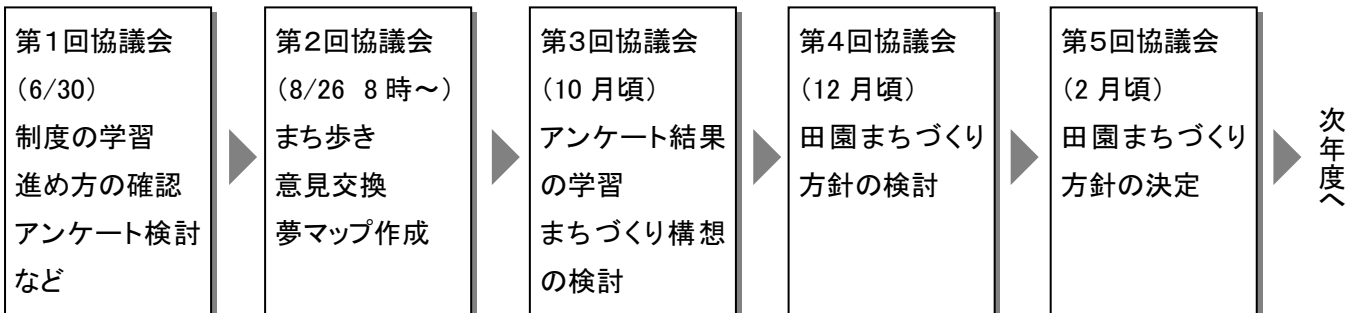 第1回協議会
（6/30）
制度の学習
進め方の確認
アンケート検討
など
第2回協議会
（8/26 8時～）
まち歩き
意見交換
夢マップ作成
第3回協議会
（10月頃）
アンケート結果
の学習
まちづくり構想
の検討
第4回協議会
（12月頃）
田園まちづくり
方針の検討
第5回協議会
（2月頃）
田園まちづくり
方針の決定
次年度へ